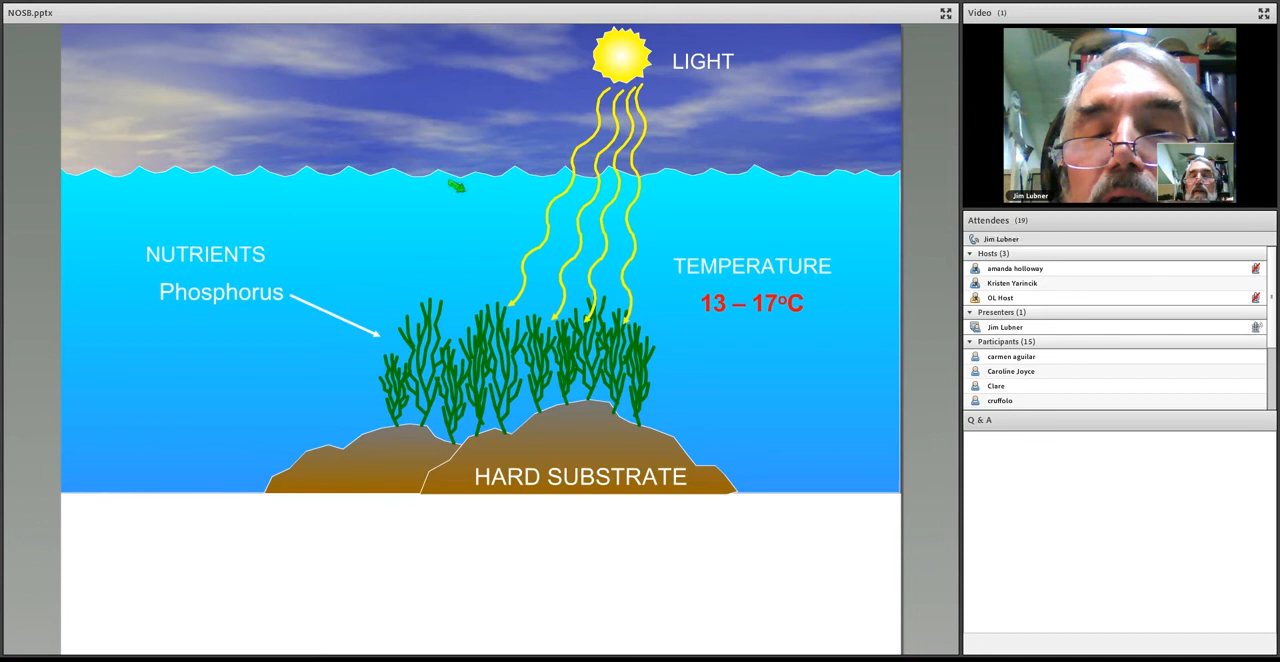 NOSB.pptx
LIGHT
NUTRIENTS
Phosphorus
TEMPERATURE
13 – 17ºC
HARD SUBSTRATE
Video (1)
Jim Lubner
Attendees (19)
Jim Lubner
Hosts (3)
amanda holloway
Kristen Yarincik
OL Host
Presenters (1)
Jim Lubner
Participants (15)
carmen aguilar
Caroline Joyce
Clare
cruffolo
Q & A